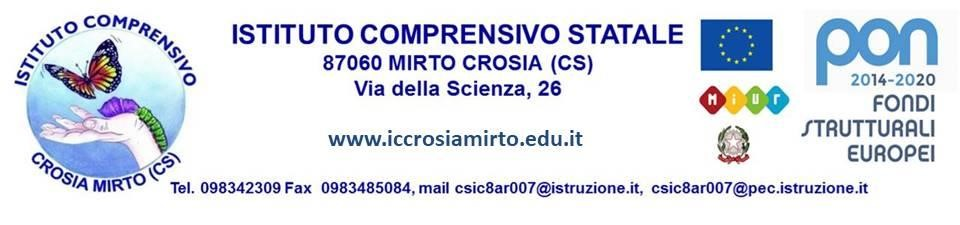 ISTITUTO COMPRENSIVO
CROSIA MIRTO (CS)
ISTITUTO COMPRENSIVO STATALE
87060 MIRTO CROSIA (CS)
Via della Scienza, 26
www.iccrosiamirto.edu.it
MiUR
pon
2014-2020
FONDI
STRUTTURALI
EUROPEI
Tel. 098342309 Fax 0983485084, mail csic8ar007@istruzione.it, csic8ar007@pec.istruzione.it